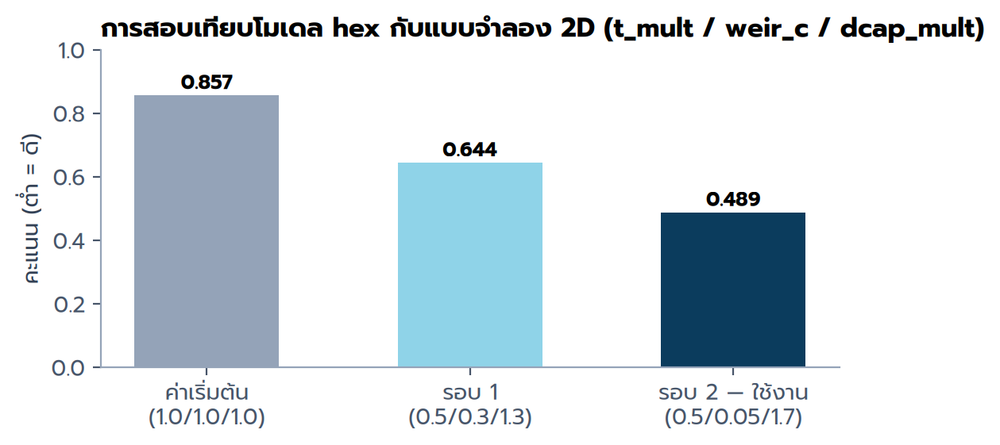 การสอบเทียบโมเดล hex กับแบบจำลอง 2D (t_mult / weir_c / dcap_mult)
คะแนน (ต่ำ = ดี)
1.0
0.8
0.6
0.4
0.2
0.0
0.857
0.644
0.489
ค่าเริ่มต้น
(1.0/1.0/1.0)
รอบ 1
(0.5/0.3/1.3)
รอบ 2 — ใช้งาน
(0.5/0.05/1.7)